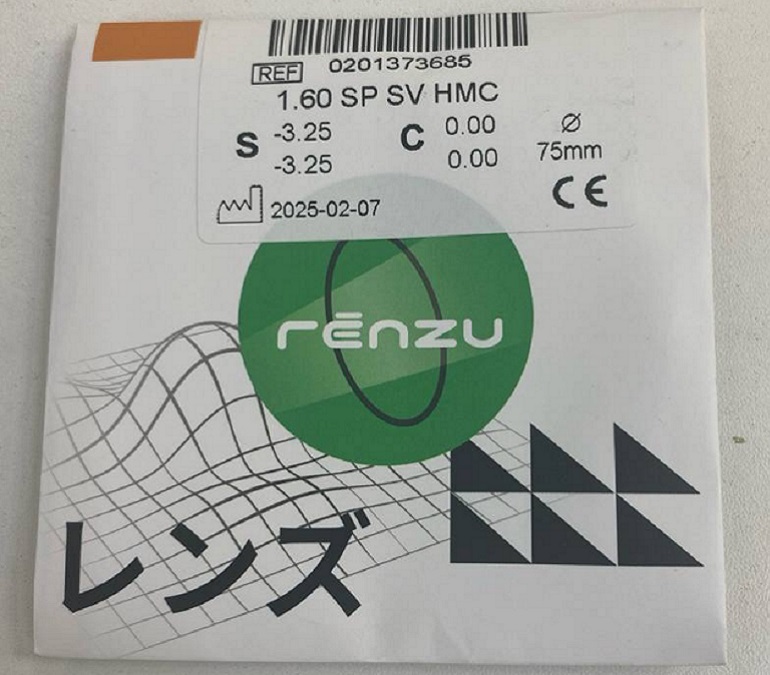 0201373685
REF
1.60 SP SV HMC
S -3.25 C 0.00 Ø
-3.25 0.00 75mm
2025-02-07 CE
rēnzu
レンズ